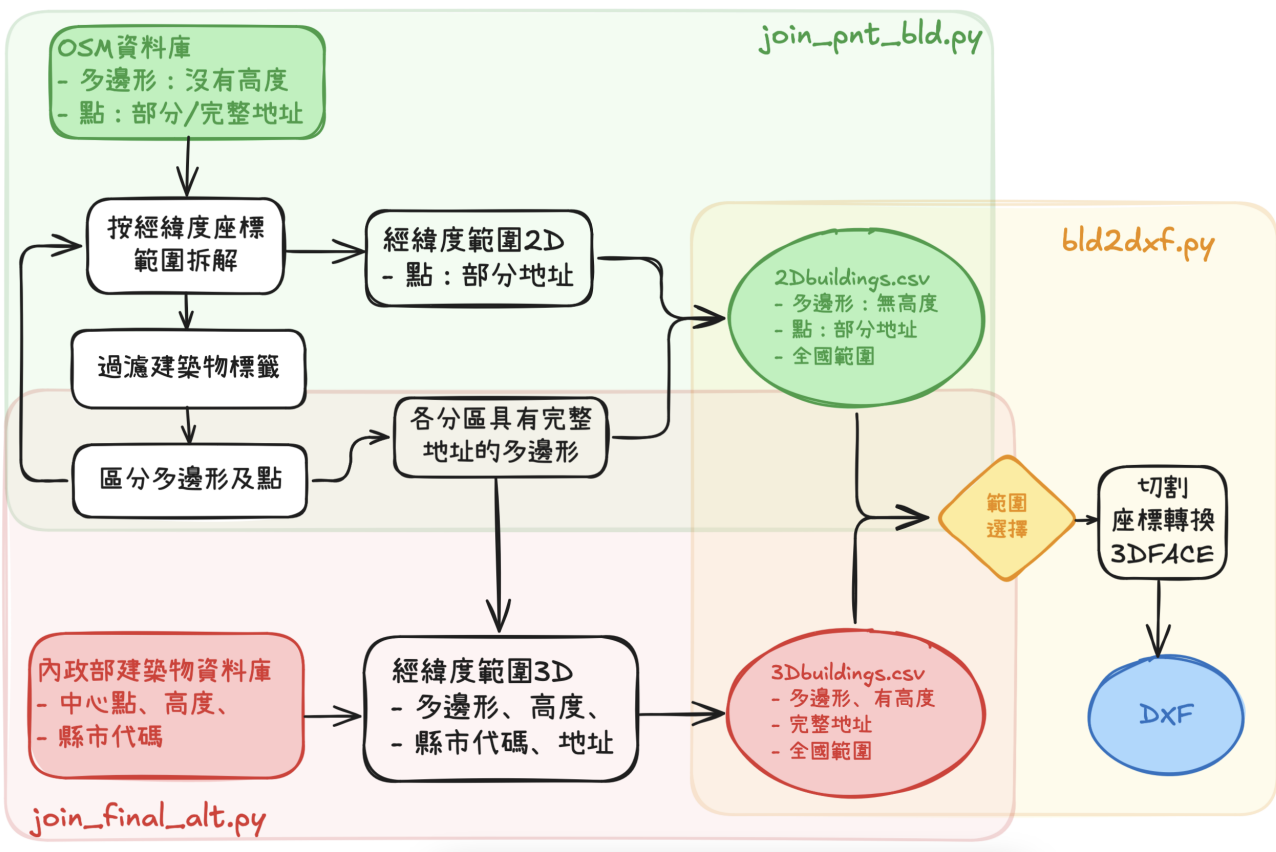 join_pnt_bld.py
OSM資料庫
- 多邊形：沒有高度
- 點：部分/完整地址
按經緯度座標
範圍拆解
經緯度範圍2D
- 點：部分地址
過濾建築物標籤
區分多邊形及點
各分區具有完整
地址的多邊形
2Dbuildings.csv
- 多邊形：無高度
- 點：部分地址
- 全國範圍
bld2dxf.py
範圍
選擇
切割
座標轉換
3DFACE
內政部建築物資料庫
- 中心點、高度、
- 縣市代碼
經緯度範圍3D
- 多邊形、高度、
- 縣市代碼、地址
3Dbuildings.csv
- 多邊形、有高度
- 完整地址
- 全國範圍
DXF
join_final_alt.py